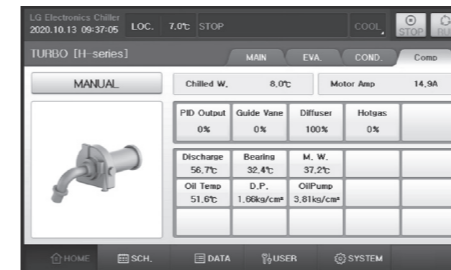 LG Electronics Chiller
2020.10.13 09:37:05 LOC. 7.0℃ STOP COOL STOP
TURBO [H-series] MAIN EVA. COND. Comp
MANUAL Chilled W. 8.0℃ Motor Amp 14.9A
PID Output Guide Vane Diffuser Hotgas
0% 0% 100% 0%
Discharge Bearing M. W.
56.7℃ 32.4℃ 37.2℃
Oil Temp D.P. OilPump
51.6℃ 1.66kg/cm² 3.81kg/cm²
HOME SCH. DATA USER SYSTEM